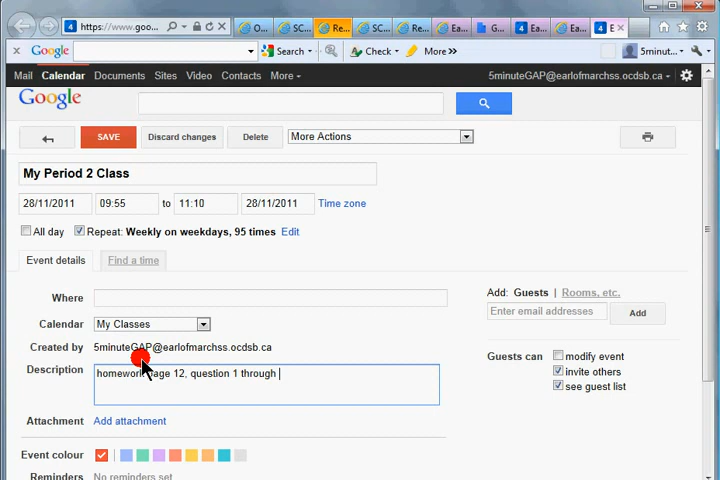 https://www.goo...
O...
SC...
Re...
SC...
Re...
Ea...
G...
Ea...
Ea...
E
Google
Search
Check
More >>
5minut...
Mail Calendar Documents Sites Video Contacts More
5minuteGAP@earlofmarchss.ocdsb.ca
Google
SAVE
Discard changes
Delete
More Actions
My Period 2 Class
28/11/2011 09:55 to 11:10 28/11/2011 Time zone
All day Repeat: Weekly on weekdays, 95 times Edit
Event details Find a time
Where
Calendar My Classes
Created by 5minuteGAP@earlofmarchss.ocdsb.ca
Description homework page 12, question 1 through
Attachment Add attachment
Event colour
Reminders No reminders set
Add: Guests | Rooms, etc.
Enter email addresses Add
Guests can modify event
invite others
see guest list